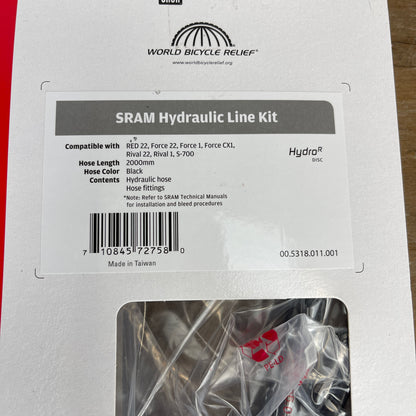 WORLD BICYCLE RELIEF®
www.worldbicyclerelief.org
SRAM Hydraulic Line Kit
Compatible with RED 22, Force 22, Force 1, Force CX1,
Rival 22, Rival 1, S-700
Hose Length 2000mm
Hose Color Black
Contents Hydraulic hose
Hose fittings
*Note: Refer to SRAM Technical Manuals
for installation and bleed procedures
HydroR
DISC
7 10845 72758 0
Made in Taiwan
00.5318.011.001